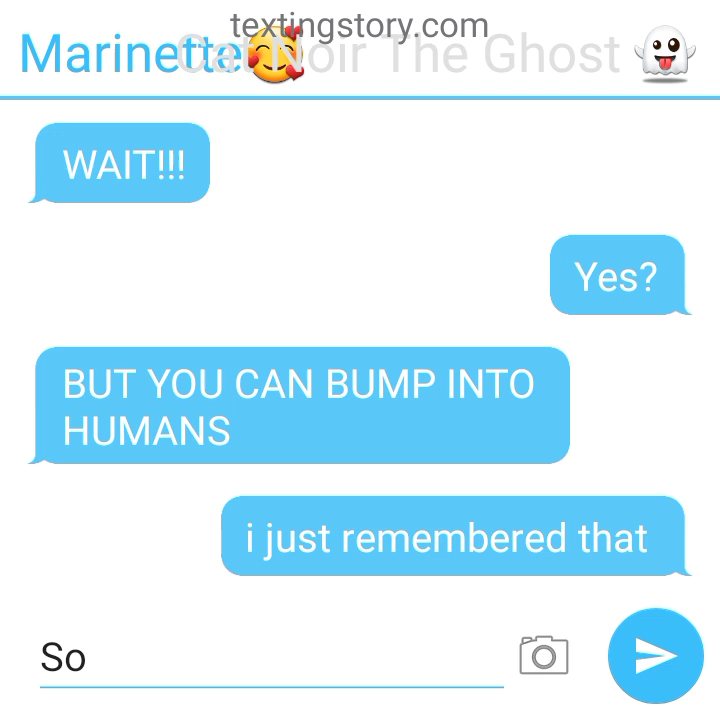 textingstory.com
Marinette🥰 Cat Noir The Ghost 👻
WAIT!!!
Yes?
BUT YOU CAN BUMP INTO
HUMANS
i just remembered that
So